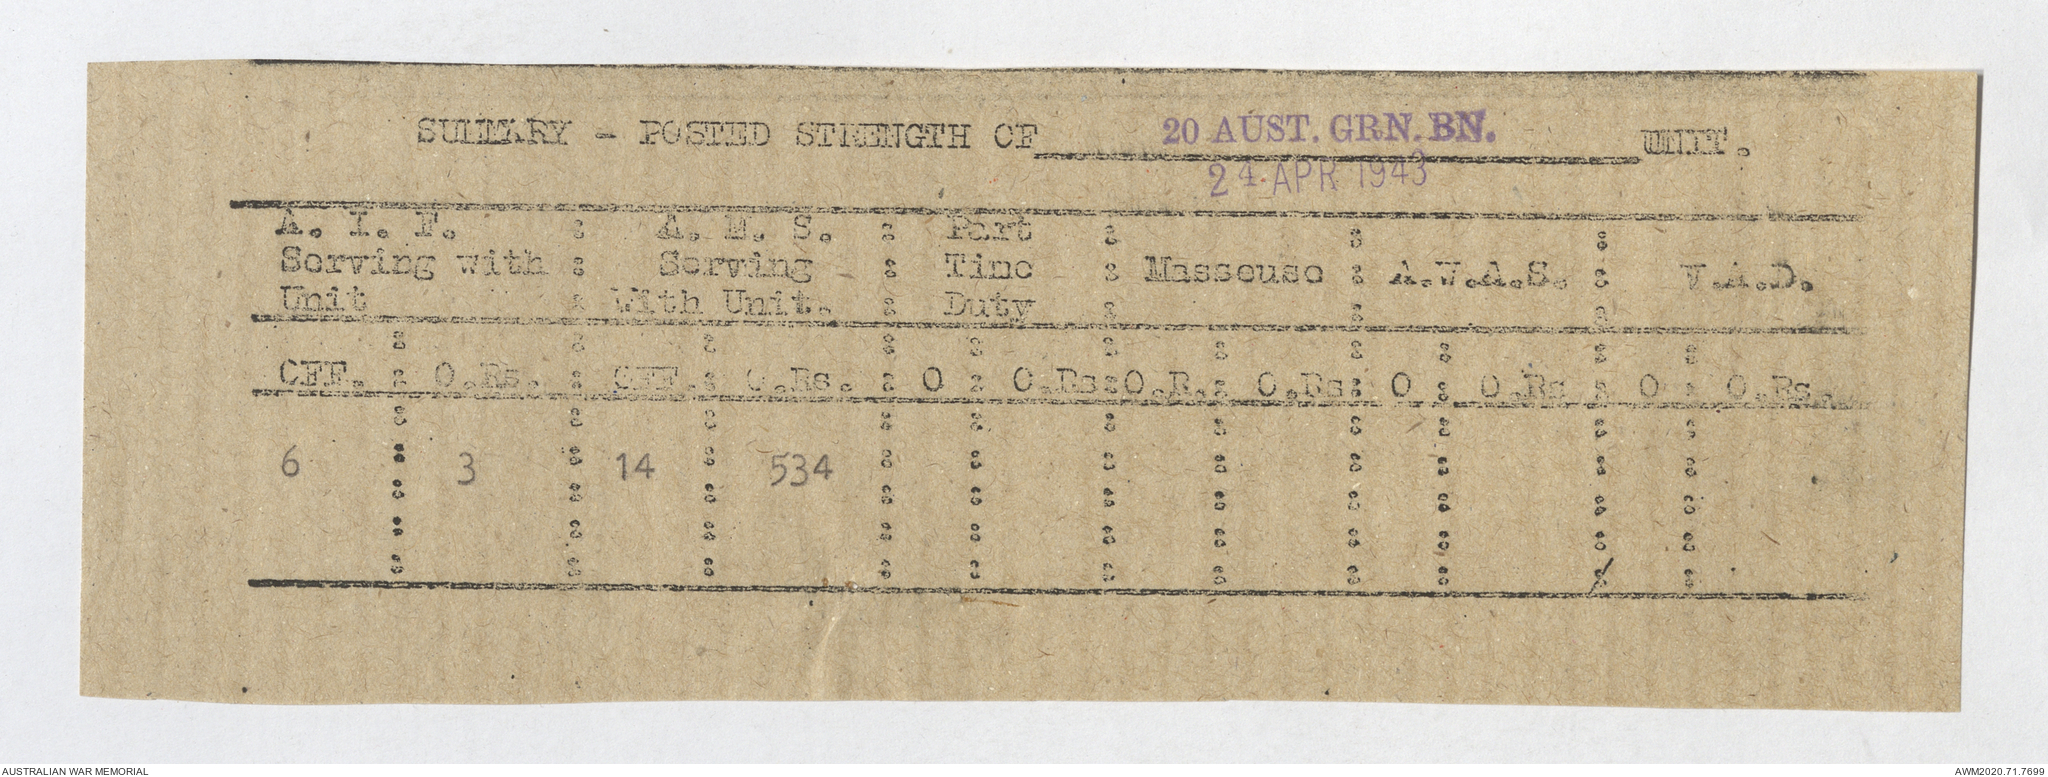 SUMMARY - POSTED STRENGTH OF 20 AUST. GRN. BN. UNIT.
24 APR 1943
A. I. F. : A. M. S. : Part : : :
Serving with : Serving : Time : Masseuse : A.W.A.S. : V.A.D.
Unit : With Unit. : Duty : : :
OFF. : O.Rs. : OFF. : O.Rs. : O : O.Rs : O.R. : O.Rs : O : O.Rs : O : O.Rs.
6 : 3 : 14 : 534
AUSTRALIAN WAR MEMORIAL
AWM2020.71.7699